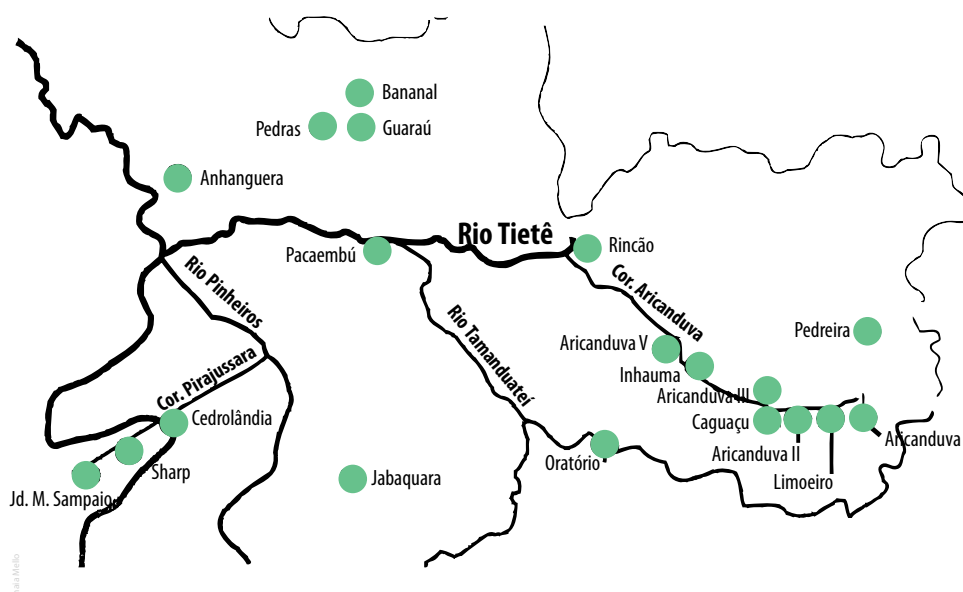 Bananal
Pedras
Guaraú
Anhanguera
Rio Tietê
Pacaembú
Rincão
Rio Pinheiros
Cor. Aricanduva
Rio Tamanduateí
Pedreira
Aricanduva V
Inhauma
Cor. Pirajussara
Aricanduva III
Cedrolândia
Caguaçu
Aricanduva
Aricanduva II
Oratório
Sharp
Jabaquara
Limoeiro
Jd. M. Sampaio
Mello